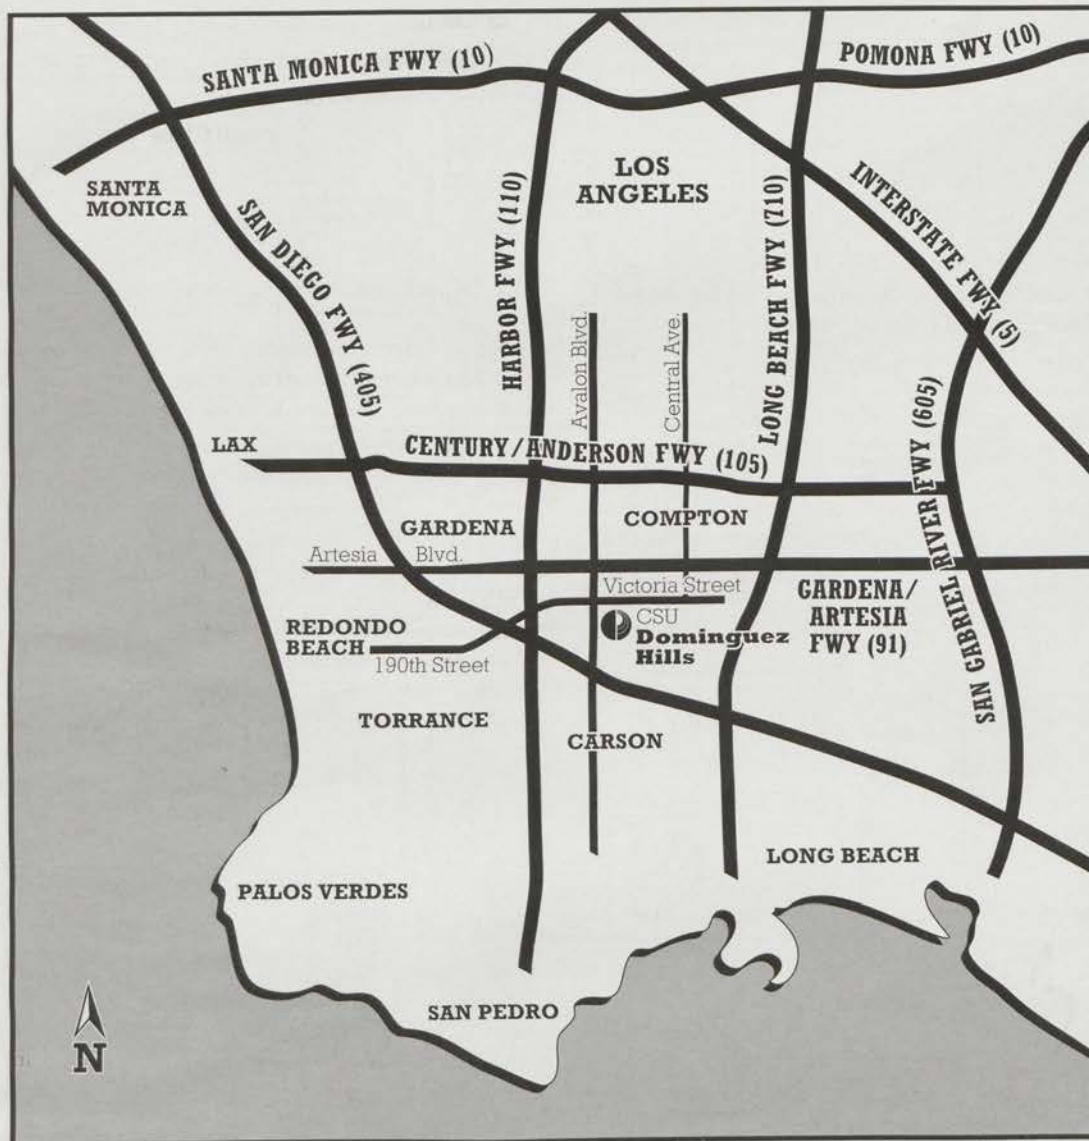 SANTA MONICA FWY (10)
POMONA FWY (10)
SANTA
MONICA
LOS
ANGELES
SAN DIEGO FWY (405)
HARBOR FWY (110)
LONG BEACH FWY (710)
INTERSTATE FWY (5)
Avalon Blvd.
Central Ave.
LAX
CENTURY/ANDERSON FWY (105)
SAN GABRIEL RIVER FWY (605)
GARDENA
COMPTON
Artesia Blvd.
Victoria Street
GARDENA/
ARTESIA
FWY (91)
CSU
Dominguez
Hills
REDONDO
BEACH
190th Street
TORRANCE
CARSON
LONG BEACH
PALOS VERDES
SAN PEDRO
N